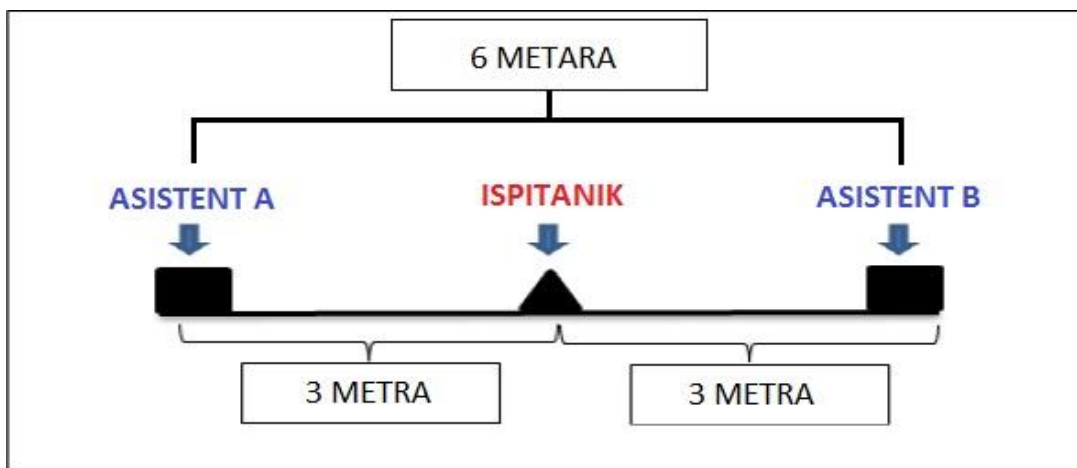 6 METARA
ASISTENT A
ISPITANIK
ASISTENT B
3 METRA
3 METRA